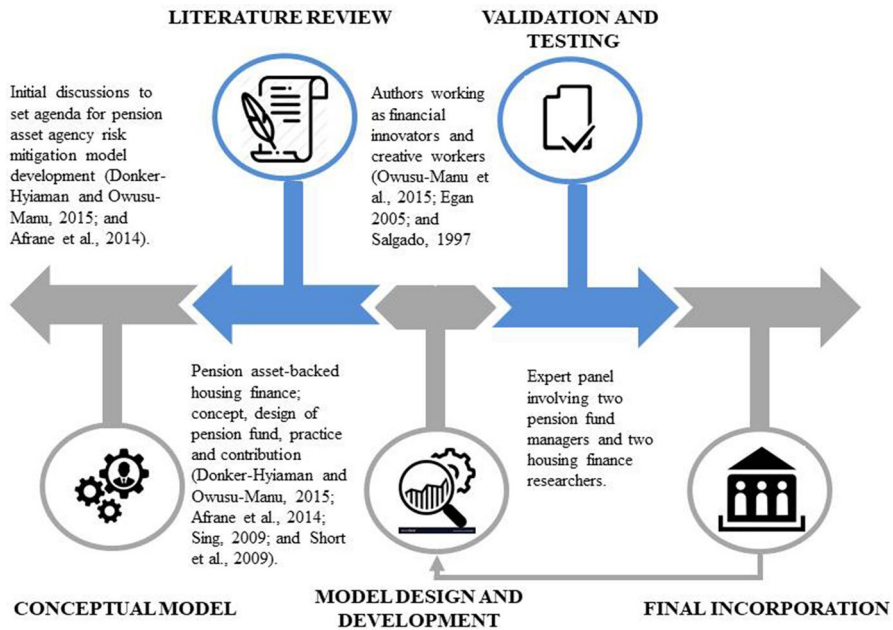 LITERATURE REVIEW
VALIDATION AND
TESTING
Initial discussions to
set agenda for pension
asset agency risk
mitigation model
development (Donker-
Hyiaman and Owusu-
Manu, 2015; and
Afrane et al., 2014).
Authors working
as financial
innovators and
creative workers
(Owusu-Manu et
al., 2015; Egan
2005; and
Salgado, 1997
Pension asset-backed
housing finance;
concept, design of
pension fund, practice
and contribution
(Donker-Hyiaman and
Owusu-Manu, 2015;
Afrane et al., 2014;
Sing, 2009; and Short
et al., 2009).
Expert panel
involving two
pension fund
managers and two
housing finance
researchers.
CONCEPTUAL MODEL
MODEL DESIGN AND
DEVELOPMENT
FINAL INCORPORATION